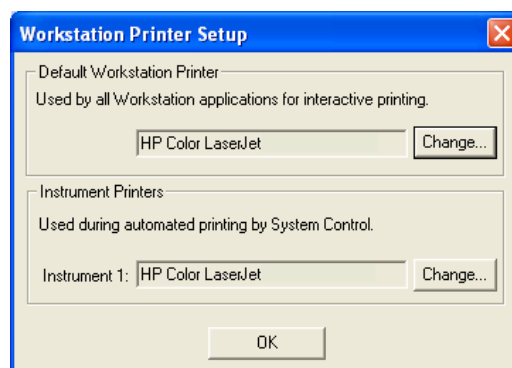 Workstation Printer Setup
Default Workstation Printer
Used by all Workstation applications for interactive printing.
HP Color LaserJet
Change...
Instrument Printers
Used during automated printing by System Control.
Instrument 1: HP Color LaserJet
Change...
OK